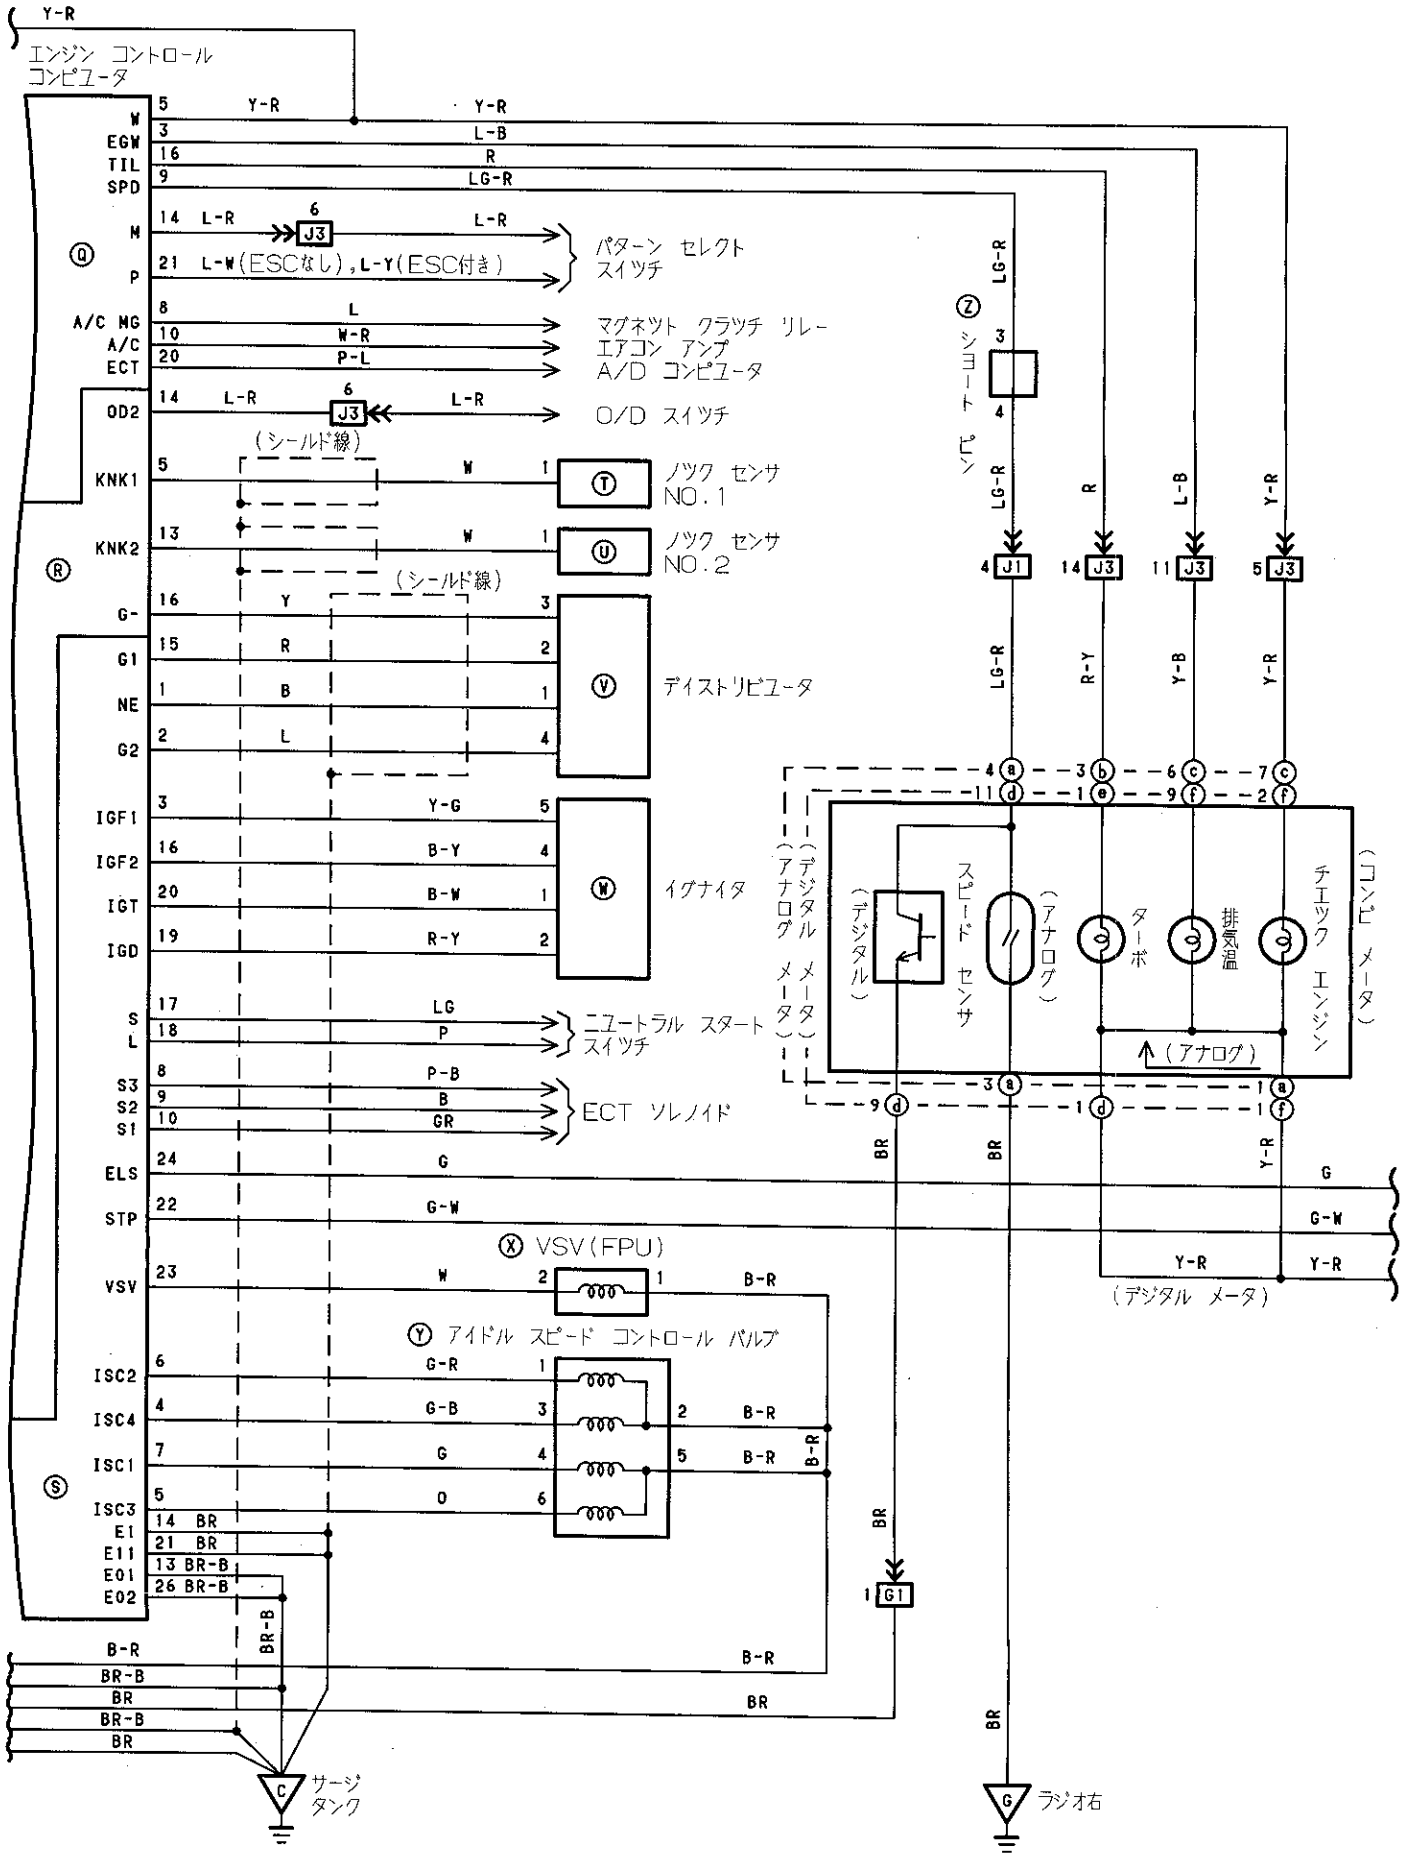 Y-R
エンジン コントロール
コンピュータ
W 5 Y-R Y-R
EGW 3 L-B
TIL 16 R
SPD 9 LG-R
M 14 L-R 6 J3 L-R
P 21 L-W(ESCなし),L-Y(ESC付き)
パターン セレクト
スイッチ
Q
A/C MG 8 L マグネット クラッチ リレー
A/C 10 W-R エアコン アンプ
ECT 20 P-L A/D コンピュータ
OD2 14 L-R 6 J3 L-R O/D スイッチ
(シールド線)
KNK1 5 W 1 T ノック センサ
NO.1
KNK2 13 W 1 U ノック センサ
NO.2
R
(シールド線)
G- 16 Y 3
G1 15 R 2
V ディストリビュータ
NE 1 B 1
G2 2 L 4
IGF1 3 Y-G 5
IGF2 16 B-Y 4
W イグナイタ
IGT 20 B-W 1
IGD 19 R-Y 2
S 17 LG
L 18 P
ニュートラル スタート
スイッチ
S3 8 P-B
S2 9 B
S1 10 GR
ECT ソレノイド
ELS 24 G G
STP 22 G-W G-W
X VSV(FPU)
VSV 23 W 2 1 B-R
Y アイドル スピード コントロール バルブ
ISC2 6 G-R 1
ISC4 4 G-B 3 2 B-R
B-R
ISC1 7 G 4 5 B-R
S
ISC3 5 O 6
E1 14 BR
E11 21 BR
E01 13 BR-B
E02 26 BR-B
BR-B
B-R B-R
BR-B
BR BR
BR-B
BR
C サージ
タンク
LG-R
Z ショート ピン
3
4
LG-R R L-B Y-R
4 J1 14 J3 11 J3 5 J3
LG-R R-Y Y-B Y-R
4 a 3 b 6 c 7 c
11 d 1 e 9 f 2 f
(アナログ メータ)
(デジタル メータ)
(デジタル)
スピード センサ
(アナログ)
ターボ
排気温
チェック エンジン
(コンビ メータ)
(アナログ)
3 a 1 a
9 d 1 d 1 f
BR BR Y-R
Y-R Y-R
(デジタル メータ)
BR
1 G1
BR
G ラジオ右